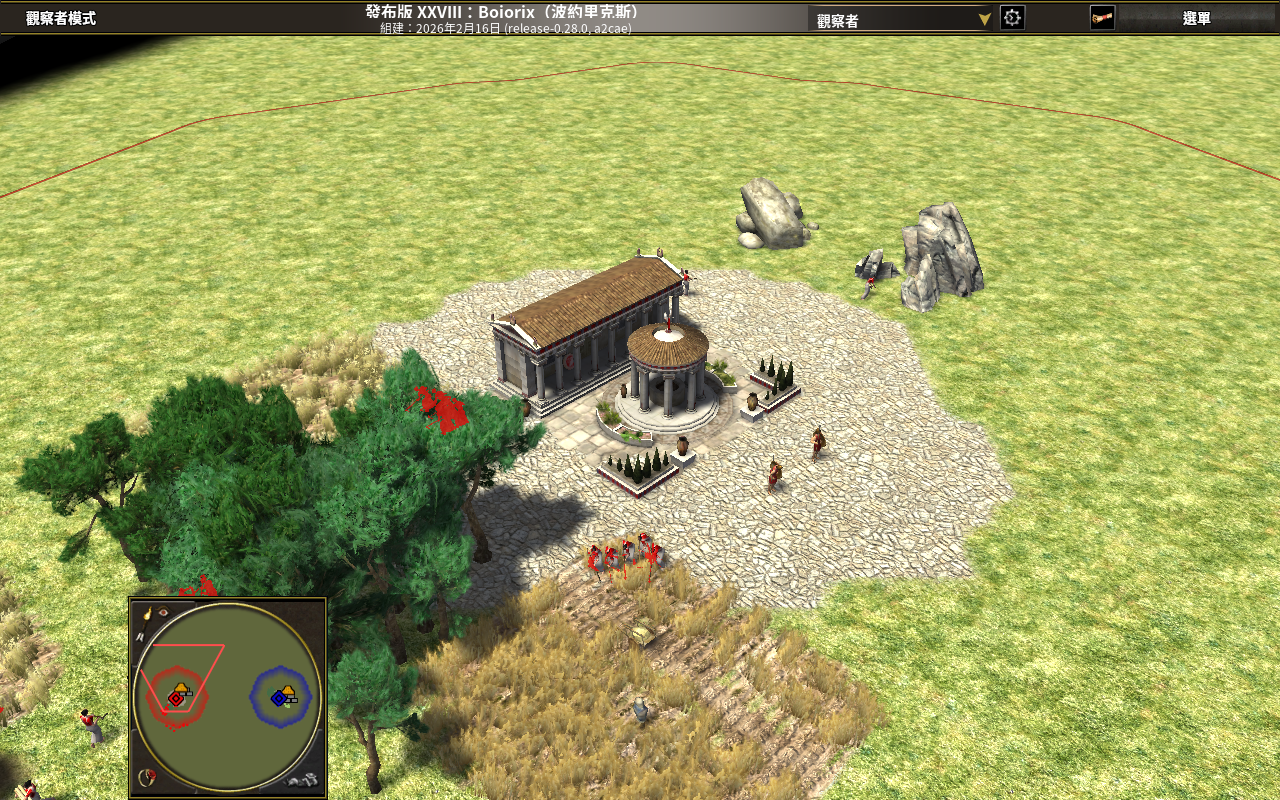 觀察者模式
發布版 XXVIII：Boiorix（波約里克斯）
組建：2026年2月16日 (release-0.28.0, a2cae)
觀察者
選單